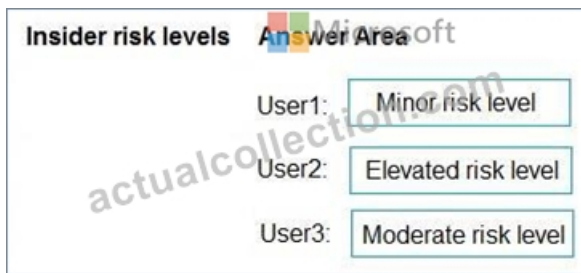 Insider risk levels Answer Area
Microsoft
User1: Minor risk level
actualcollection.com
User2: Elevated risk level
User3: Moderate risk level